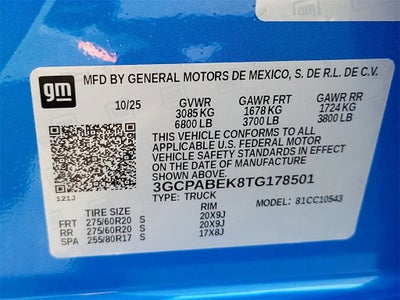 gm
MFD BY GENERAL MOTORS DE MEXICO, S. DE R.L. DE C.V.
10/25 GVWR GAWR FRT GAWR RR
3085 KG 1678 KG 1724 KG
6800 LB 3700 LB 3800 LB
THIS VEHICLE CONFORMS TO ALL
APPLICABLE U.S. FEDERAL MOTOR
VEHICLE SAFETY STANDARDS IN
EFFECT ON THE DATE OF MANUFACTURE
SHOWN ABOVE.
3GCPABEK8TG178501
121J TYPE: TRUCK MODEL: 81CC10543
TIRE SIZE RIM
FRT 275/60R20 S 20X9J
RR 275/60R20 S 20X9J
SPA 255/80R17 S 17X8J